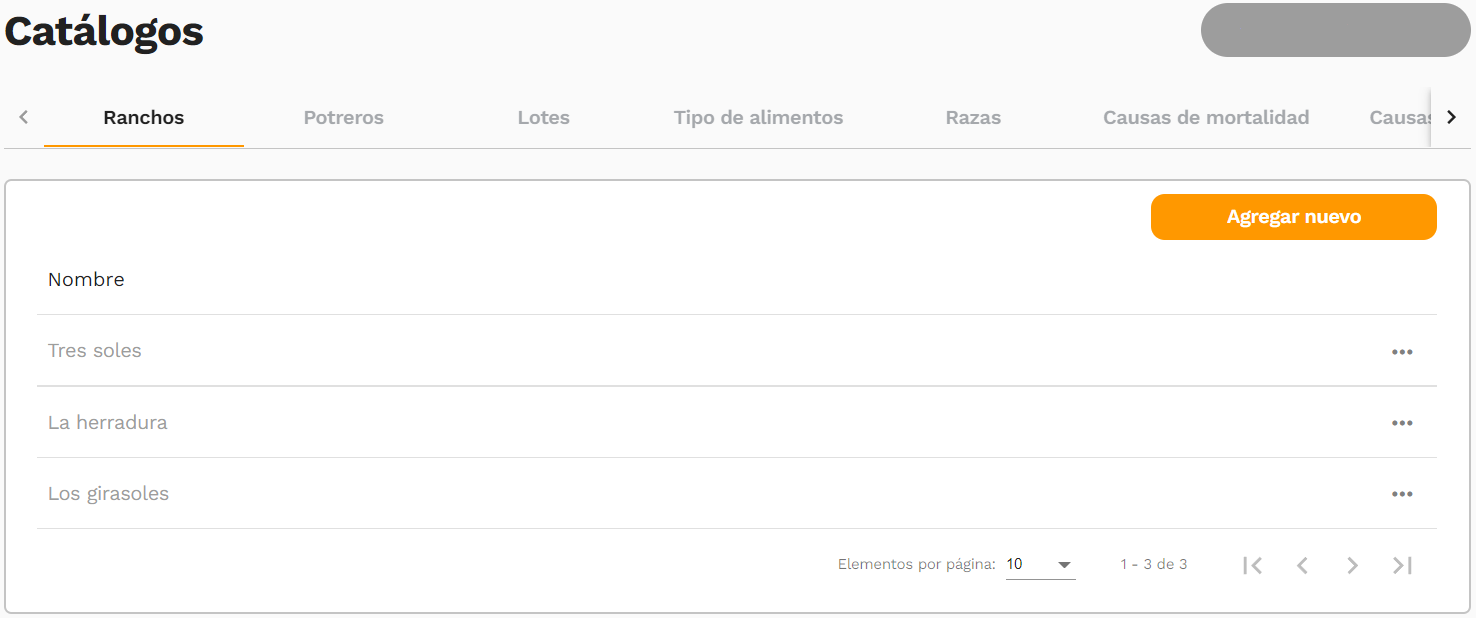 Catálogos
Ranchos Potreros Lotes Tipo de alimentos Razas Causas de mortalidad Causas
Agregar nuevo
Nombre
Tres soles
La herradura
Los girasoles
Elementos por página: 10 1 - 3 de 3